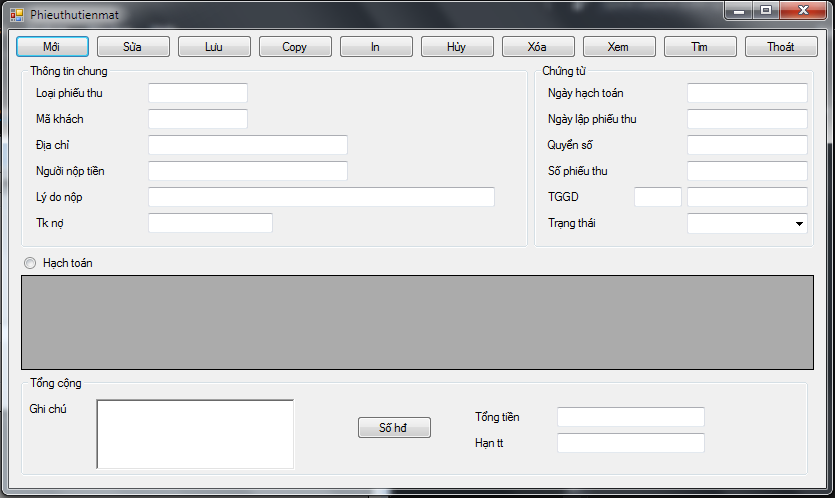 Phieuthutienmat
Mới Sửa Lưu Copy In Hủy Xóa Xem Tìm Thoát
Thông tin chung
Loại phiếu thu
Mã khách
Địa chỉ
Người nộp tiền
Lý do nộp
Tk nợ
Chứng từ
Ngày hạch toán
Ngày lập phiếu thu
Quyển số
Số phiếu thu
TGGD
Trạng thái
Hạch toán
Tổng cộng
Ghi chú
Số hđ
Tổng tiền
Hạn tt